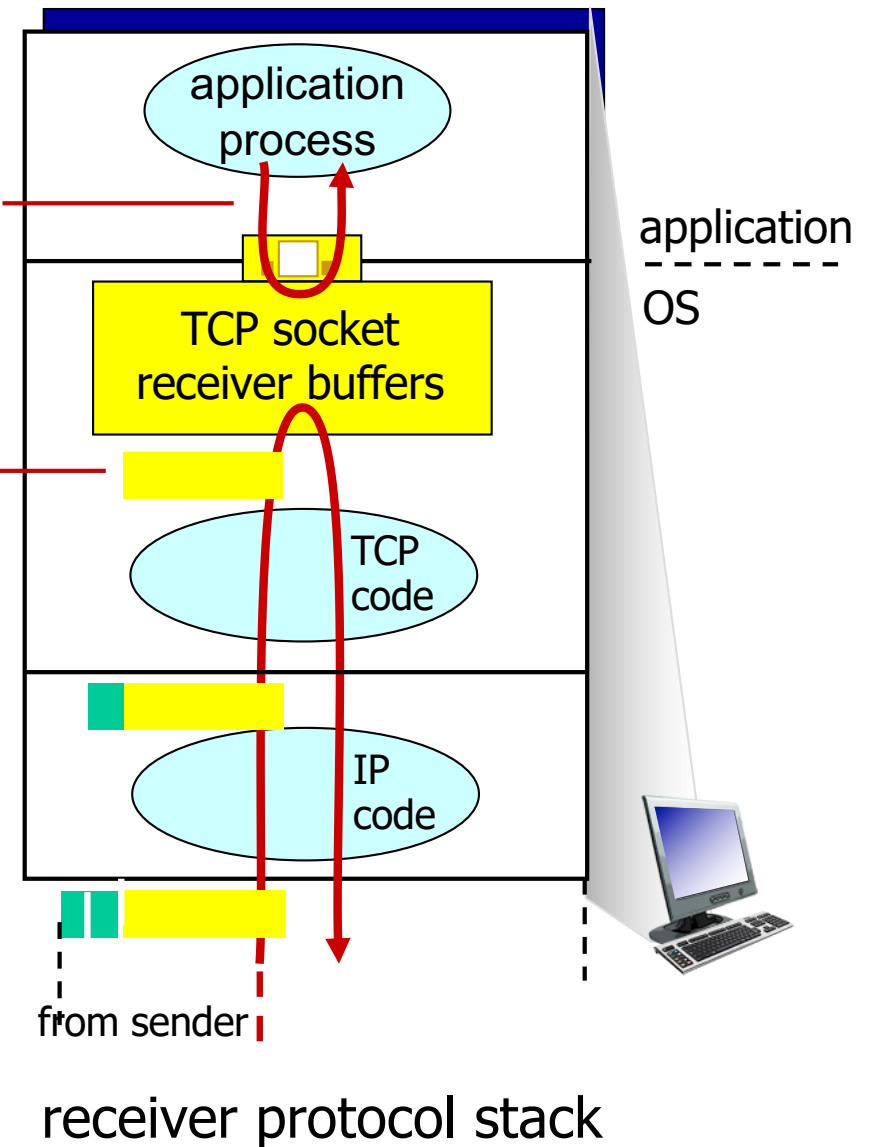 application
process
application
OS
TCP socket
receiver buffers
TCP
code
IP
code
from sender
receiver protocol stack